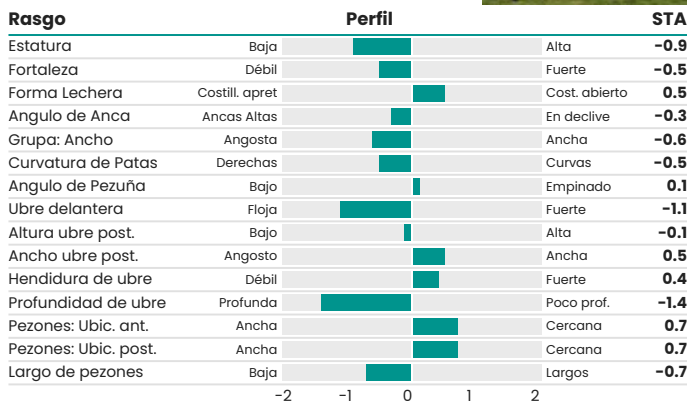 Rasgo Perfil STA
Estatura Baja Alta -0.9
Fortaleza Débil Fuerte -0.5
Forma Lechera Costill. apret Cost. abierto 0.5
Angulo de Anca Ancas Altas En declive -0.3
Grupa: Ancho Angosta Ancha -0.6
Curvatura de Patas Derechas Curvas -0.5
Angulo de Pezuña Bajo Empinado 0.1
Ubre delantera Floja Fuerte -1.1
Altura ubre post. Bajo Alta -0.1
Ancho ubre post. Angosto Ancha 0.5
Hendidura de ubre Débil Fuerte 0.4
Profundidad de ubre Profunda Poco prof. -1.4
Pezones: Ubic. ant. Ancha Cercana 0.7
Pezones: Ubic. post. Ancha Cercana 0.7
Largo de pezones Baja Largos -0.7
-2 -1 0 1 2